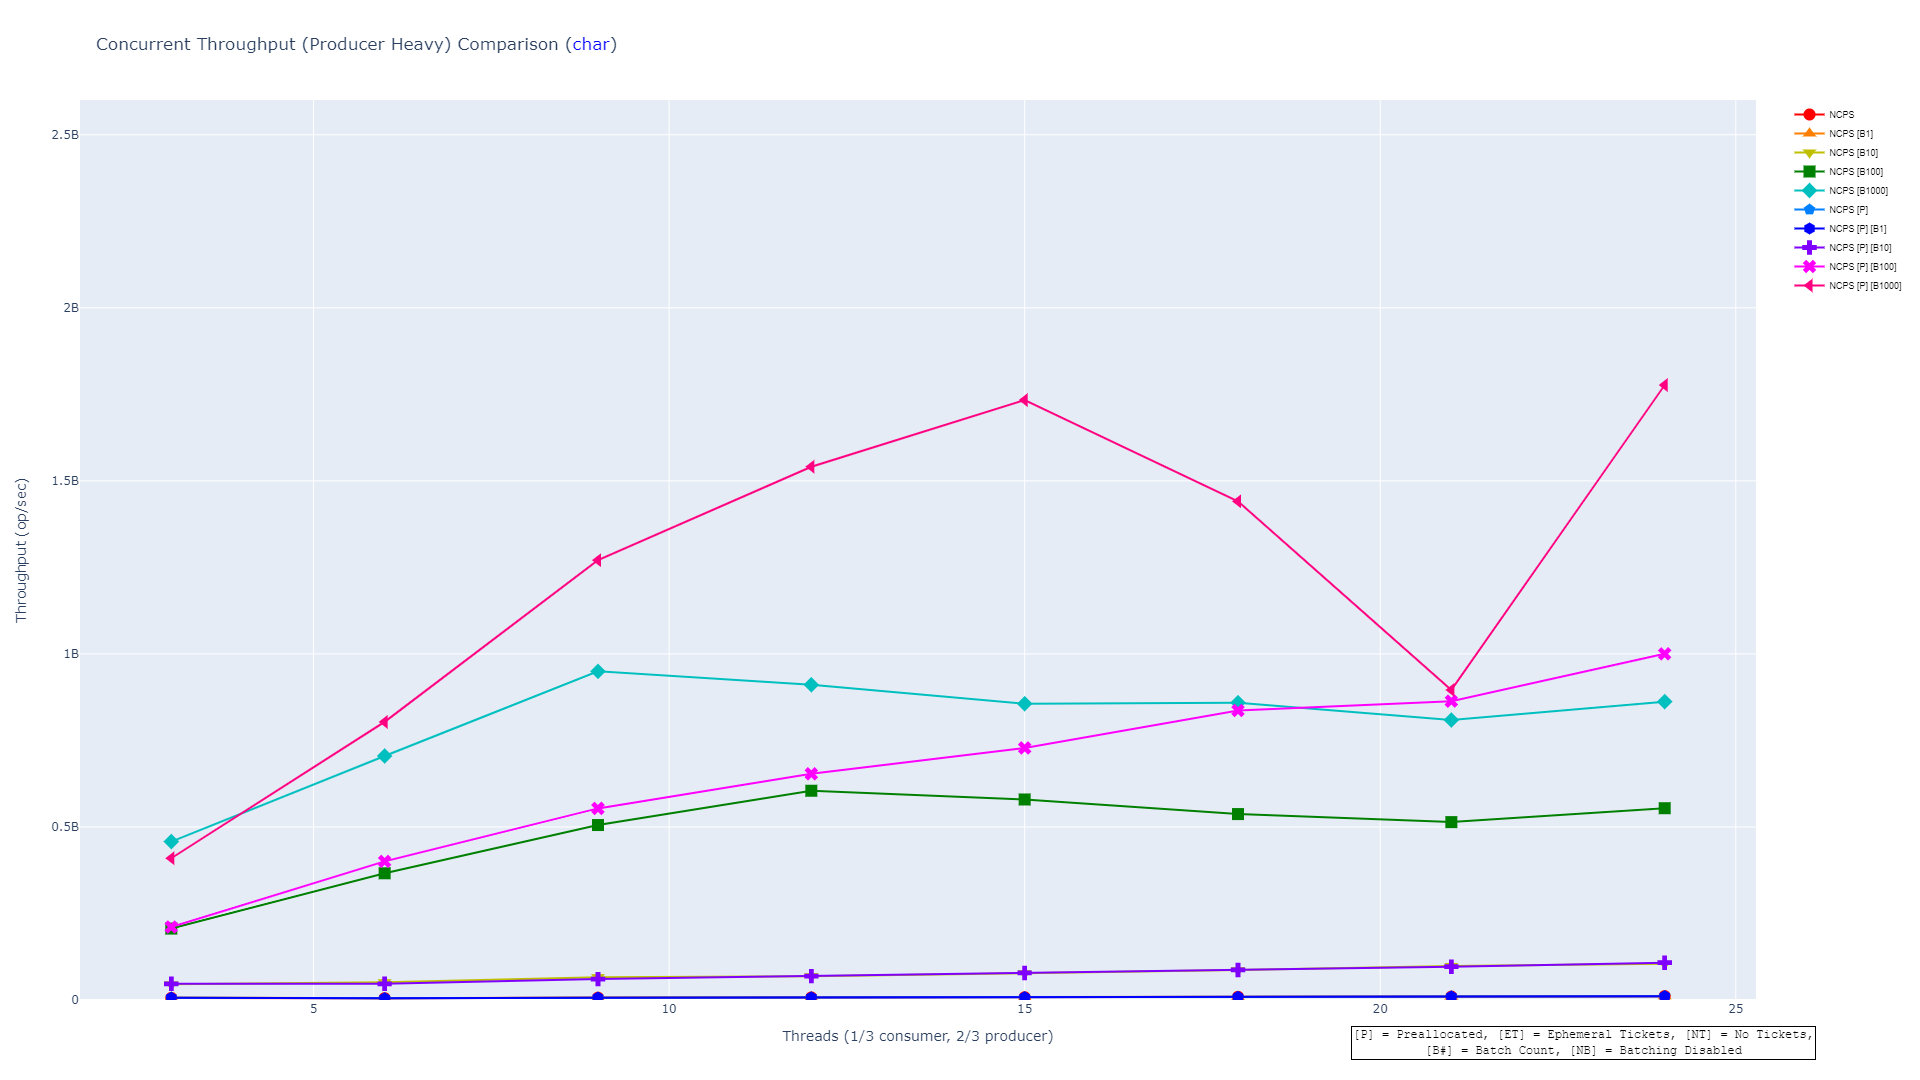 Concurrent Throughput (Producer Heavy) Comparison (char)
2.5B
2B
1.5B
1B
0.5B
0
Throughput (op/sec)
5
10
15
20
25
Threads (1/3 consumer, 2/3 producer)
NCPS
NCPS [B1]
NCPS [B10]
NCPS [B100]
NCPS [B1000]
NCPS [P]
NCPS [P] [B1]
NCPS [P] [B10]
NCPS [P] [B100]
NCPS [P] [B1000]
[P] = Preallocated, [ET] = Ephemeral Tickets, [NT] = No Tickets,
[B#] = Batch Count, [NB] = Batching Disabled